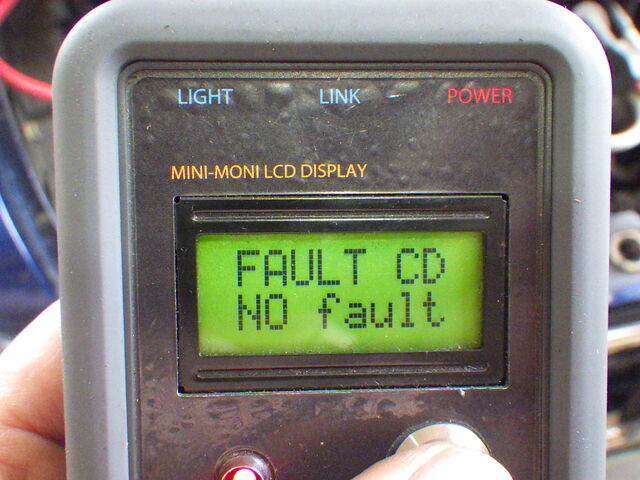 LIGHT LINK POWER
MINI-MONI LCD DISPLAY
FAULT CD
NO fault